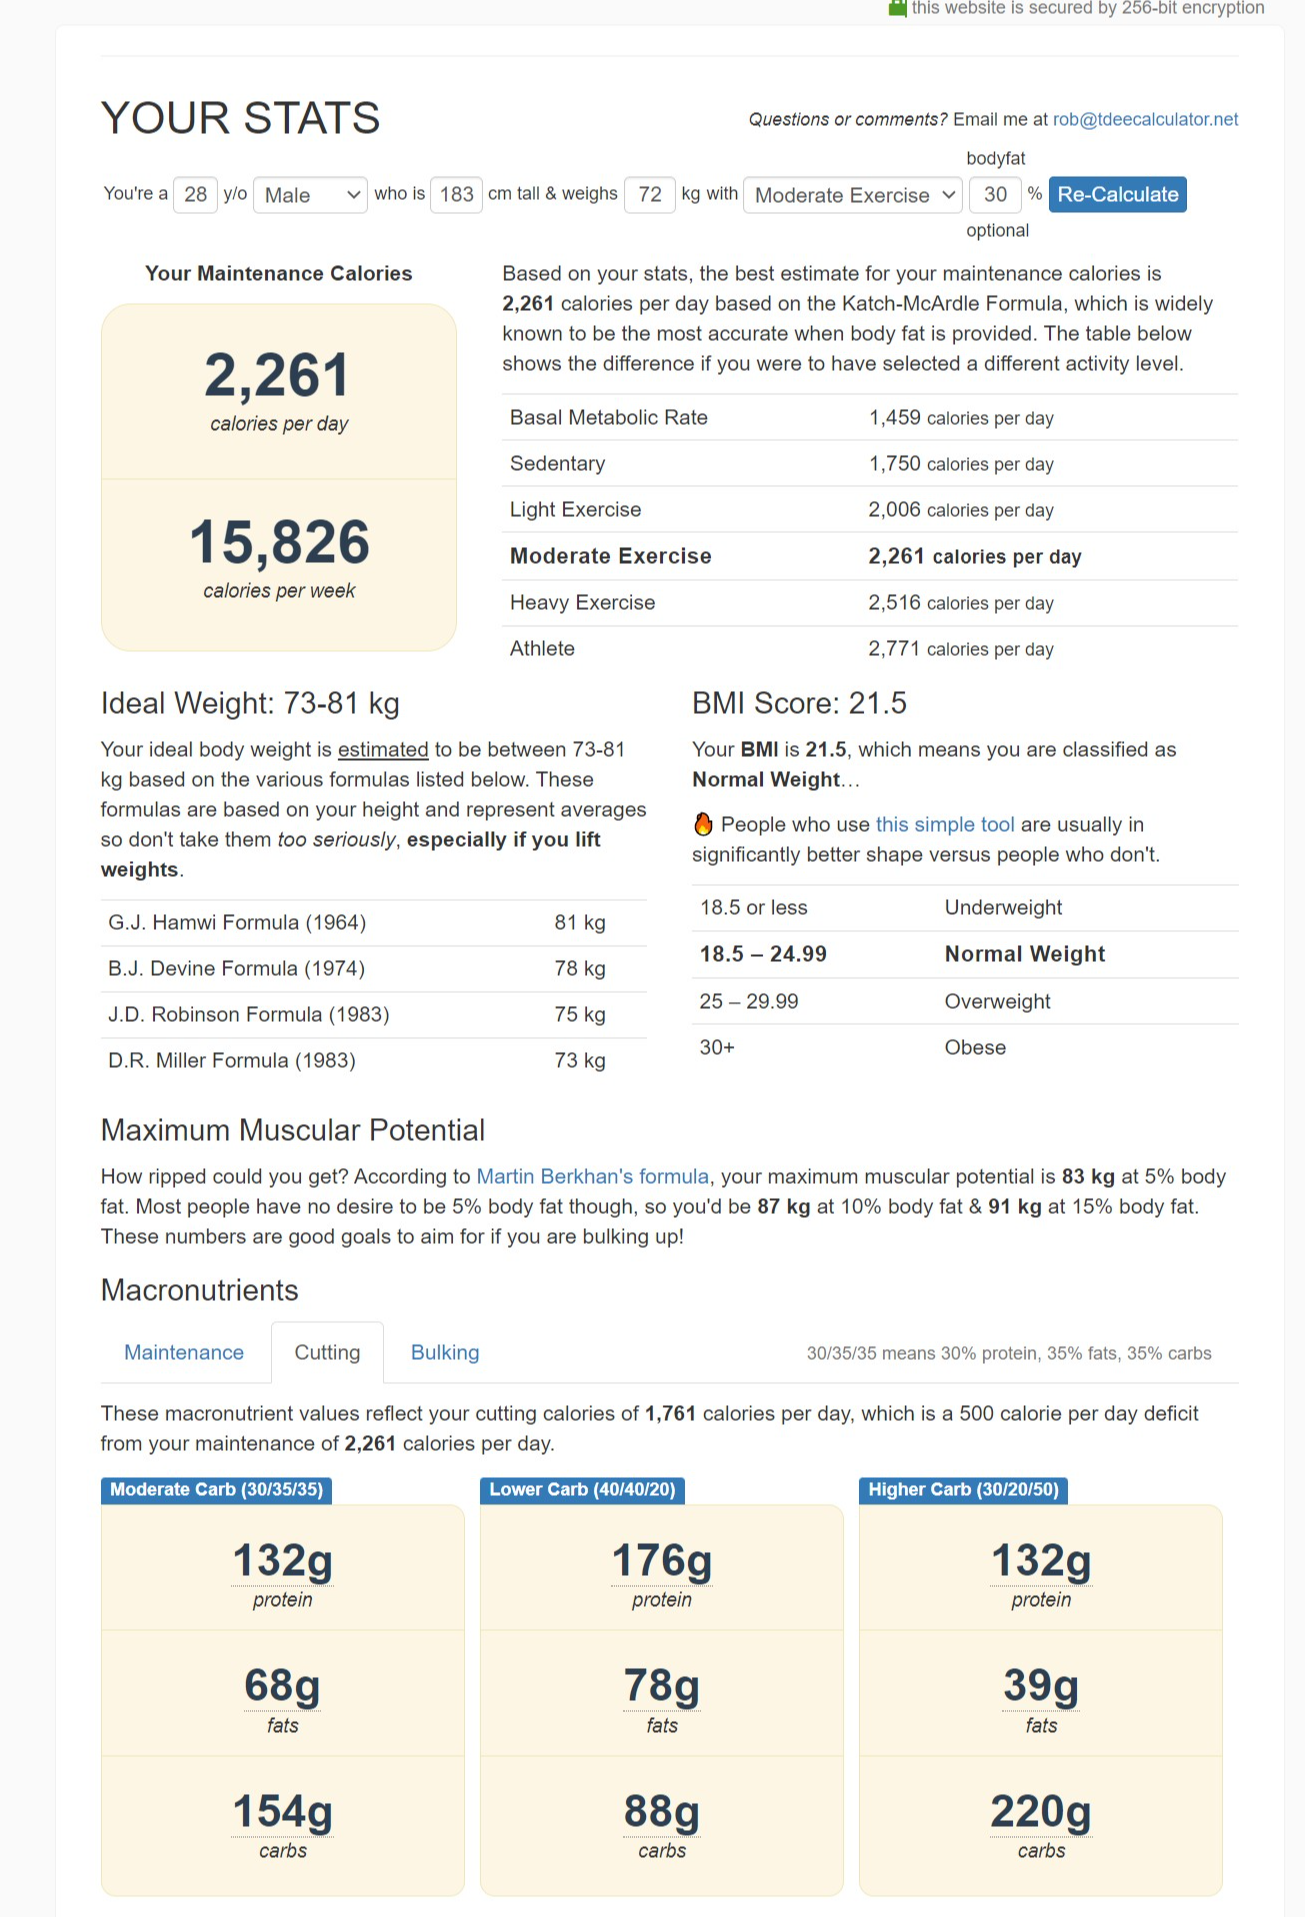 this website is secured by 256-bit encryption
YOUR STATS
Questions or comments? Email me at rob@tdeecalculator.net
bodyfat
You're a 28 y/o Male who is 183 cm tall & weighs 72 kg with Moderate Exercise 30 % Re-Calculate
optional
Your Maintenance Calories
2,261
calories per day
15,826
calories per week
Based on your stats, the best estimate for your maintenance calories is
2,261 calories per day based on the Katch-McArdle Formula, which is widely
known to be the most accurate when body fat is provided. The table below
shows the difference if you were to have selected a different activity level.
Basal Metabolic Rate 1,459 calories per day
Sedentary 1,750 calories per day
Light Exercise 2,006 calories per day
Moderate Exercise 2,261 calories per day
Heavy Exercise 2,516 calories per day
Athlete 2,771 calories per day
Ideal Weight: 73-81 kg
Your ideal body weight is estimated to be between 73-81
kg based on the various formulas listed below. These
formulas are based on your height and represent averages
so don't take them too seriously, especially if you lift
weights.
G.J. Hamwi Formula (1964) 81 kg
B.J. Devine Formula (1974) 78 kg
J.D. Robinson Formula (1983) 75 kg
D.R. Miller Formula (1983) 73 kg
BMI Score: 21.5
Your BMI is 21.5, which means you are classified as
Normal Weight…
🔥 People who use this simple tool are usually in
significantly better shape versus people who don't.
18.5 or less Underweight
18.5 – 24.99 Normal Weight
25 – 29.99 Overweight
30+ Obese
Maximum Muscular Potential
How ripped could you get? According to Martin Berkhan's formula, your maximum muscular potential is 83 kg at 5% body
fat. Most people have no desire to be 5% body fat though, so you'd be 87 kg at 10% body fat & 91 kg at 15% body fat.
These numbers are good goals to aim for if you are bulking up!
Macronutrients
Maintenance Cutting Bulking 30/35/35 means 30% protein, 35% fats, 35% carbs
These macronutrient values reflect your cutting calories of 1,761 calories per day, which is a 500 calorie per day deficit
from your maintenance of 2,261 calories per day.
Moderate Carb (30/35/35)
132g
protein
68g
fats
154g
carbs
Lower Carb (40/40/20)
176g
protein
78g
fats
88g
carbs
Higher Carb (30/20/50)
132g
protein
39g
fats
220g
carbs